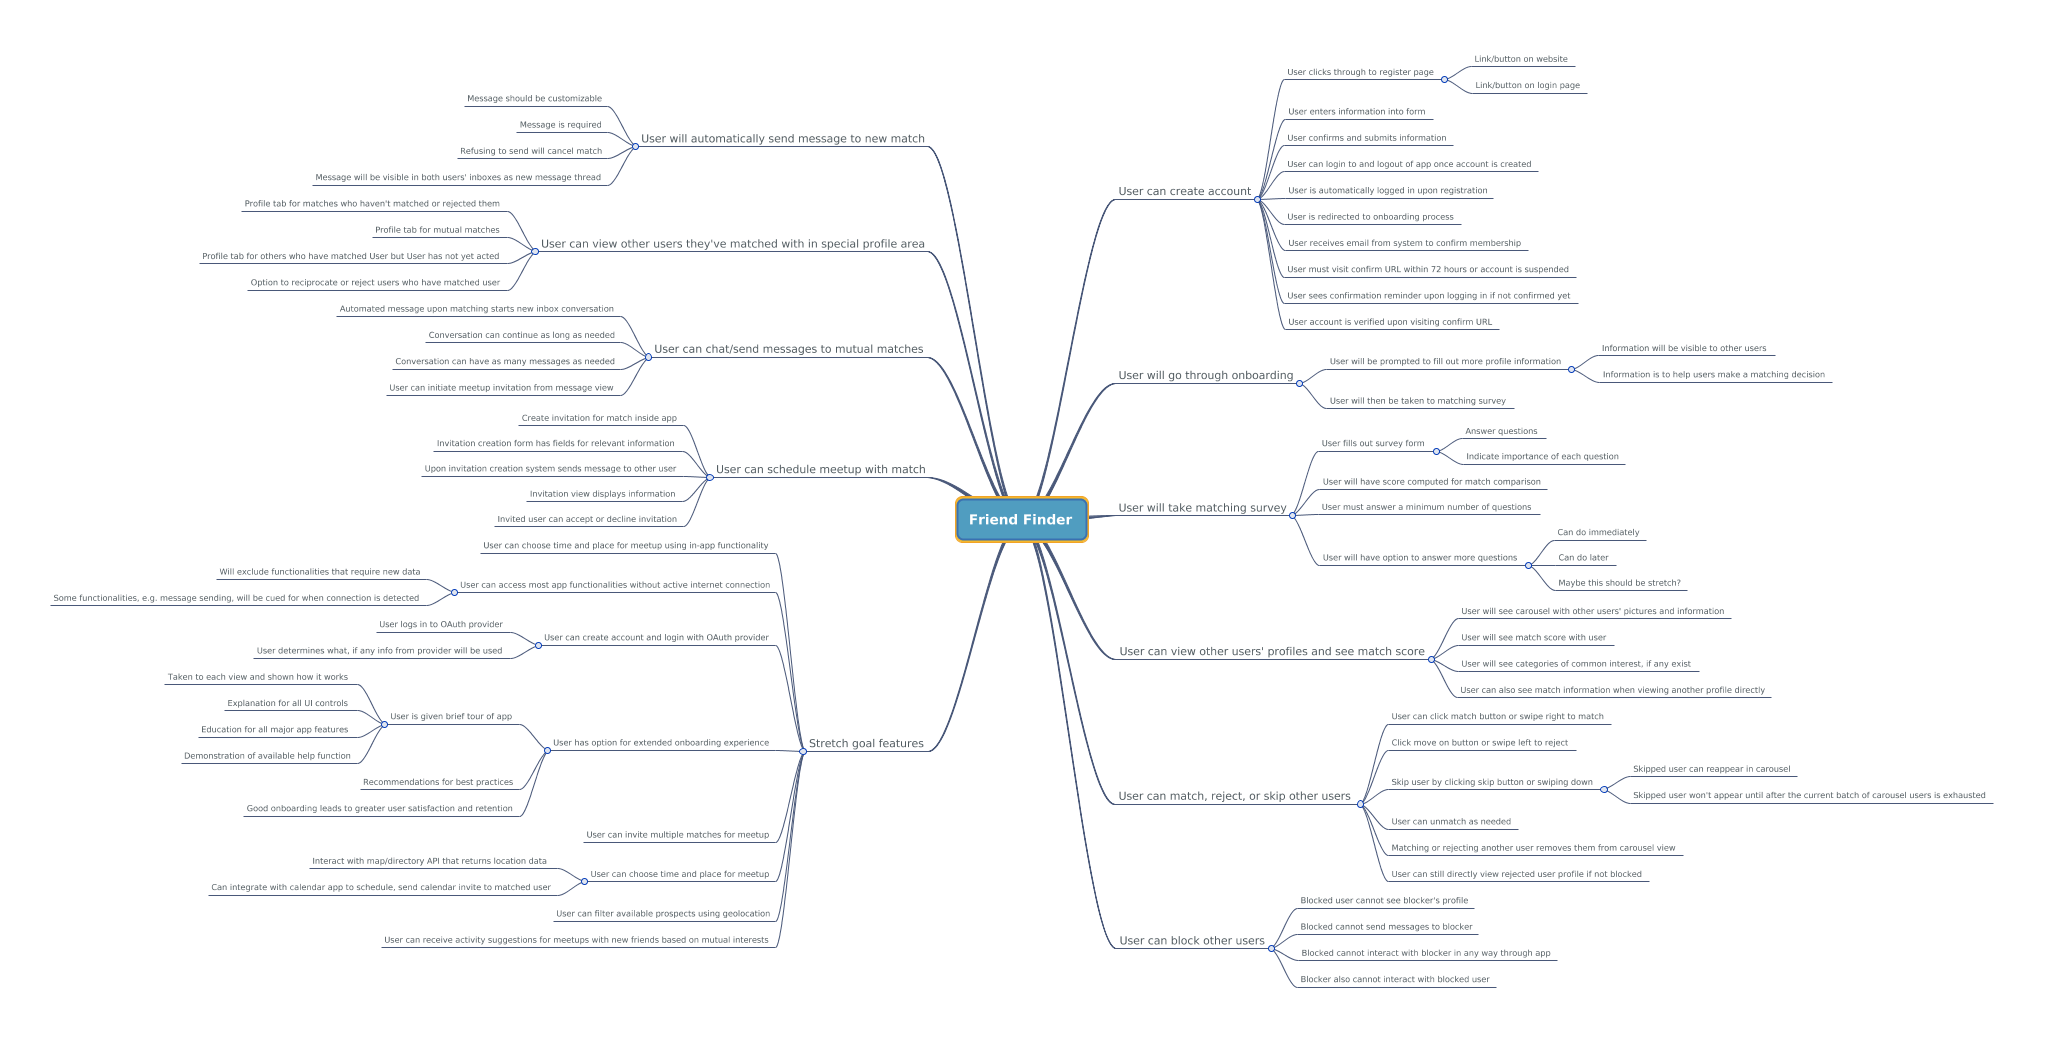 Friend Finder
User can create account
User clicks through to register page
Link/button on website
Link/button on login page
User enters information into form
User confirms and submits information
User can login to and logout of app once account is created
User is automatically logged in upon registration
User is redirected to onboarding process
User receives email from system to confirm membership
User must visit confirm URL within 72 hours or account is suspended
User sees confirmation reminder upon logging in if not confirmed yet
User account is verified upon visiting confirm URL
User will go through onboarding
User will be prompted to fill out more profile information
Information will be visible to other users
Information is to help users make a matching decision
User will then be taken to matching survey
User will take matching survey
User fills out survey form
Answer questions
Indicate importance of each question
User will have score computed for match comparison
User must answer a minimum number of questions
User will have option to answer more questions
Can do immediately
Can do later
Maybe this should be stretch?
User can view other users' profiles and see match score
User will see carousel with other users' pictures and information
User will see match score with user
User will see categories of common interest, if any exist
User can also see match information when viewing another profile directly
User can match, reject, or skip other users
User can click match button or swipe right to match
Click move on button or swipe left to reject
Skip user by clicking skip button or swiping down
Skipped user can reappear in carousel
Skipped user won't appear until after the current batch of carousel users is exhausted
User can unmatch as needed
Matching or rejecting another user removes them from carousel view
User can still directly view rejected user profile if not blocked
User can block other users
Blocked user cannot see blocker's profile
Blocked cannot send messages to blocker
Blocked cannot interact with blocker in any way through app
Blocker also cannot interact with blocked user
User will automatically send message to new match
Message should be customizable
Message is required
Refusing to send will cancel match
Message will be visible in both users' inboxes as new message thread
User can view other users they've matched with in special profile area
Profile tab for matches who haven't matched or rejected them
Profile tab for mutual matches
Profile tab for others who have matched User but User has not yet acted
Option to reciprocate or reject users who have matched user
User can chat/send messages to mutual matches
Automated message upon matching starts new inbox conversation
Conversation can continue as long as needed
Conversation can have as many messages as needed
User can initiate meetup invitation from message view
User can schedule meetup with match
Create invitation for match inside app
Invitation creation form has fields for relevant information
Upon invitation creation system sends message to other user
Invitation view displays information
Invited user can accept or decline invitation
Stretch goal features
User can choose time and place for meetup using in-app functionality
User can access most app functionalities without active internet connection
Will exclude functionalities that require new data
Some functionalities, e.g. message sending, will be cued for when connection is detected
User can create account and login with OAuth provider
User logs in to OAuth provider
User determines what, if any info from provider will be used
User has option for extended onboarding experience
User is given brief tour of app
Taken to each view and shown how it works
Explanation for all UI controls
Education for all major app features
Demonstration of available help function
Recommendations for best practices
Good onboarding leads to greater user satisfaction and retention
User can invite multiple matches for meetup
User can choose time and place for meetup
Interact with map/directory API that returns location data
Can integrate with calendar app to schedule, send calendar invite to matched user
User can filter available prospects using geolocation
User can receive activity suggestions for meetups with new friends based on mutual interests